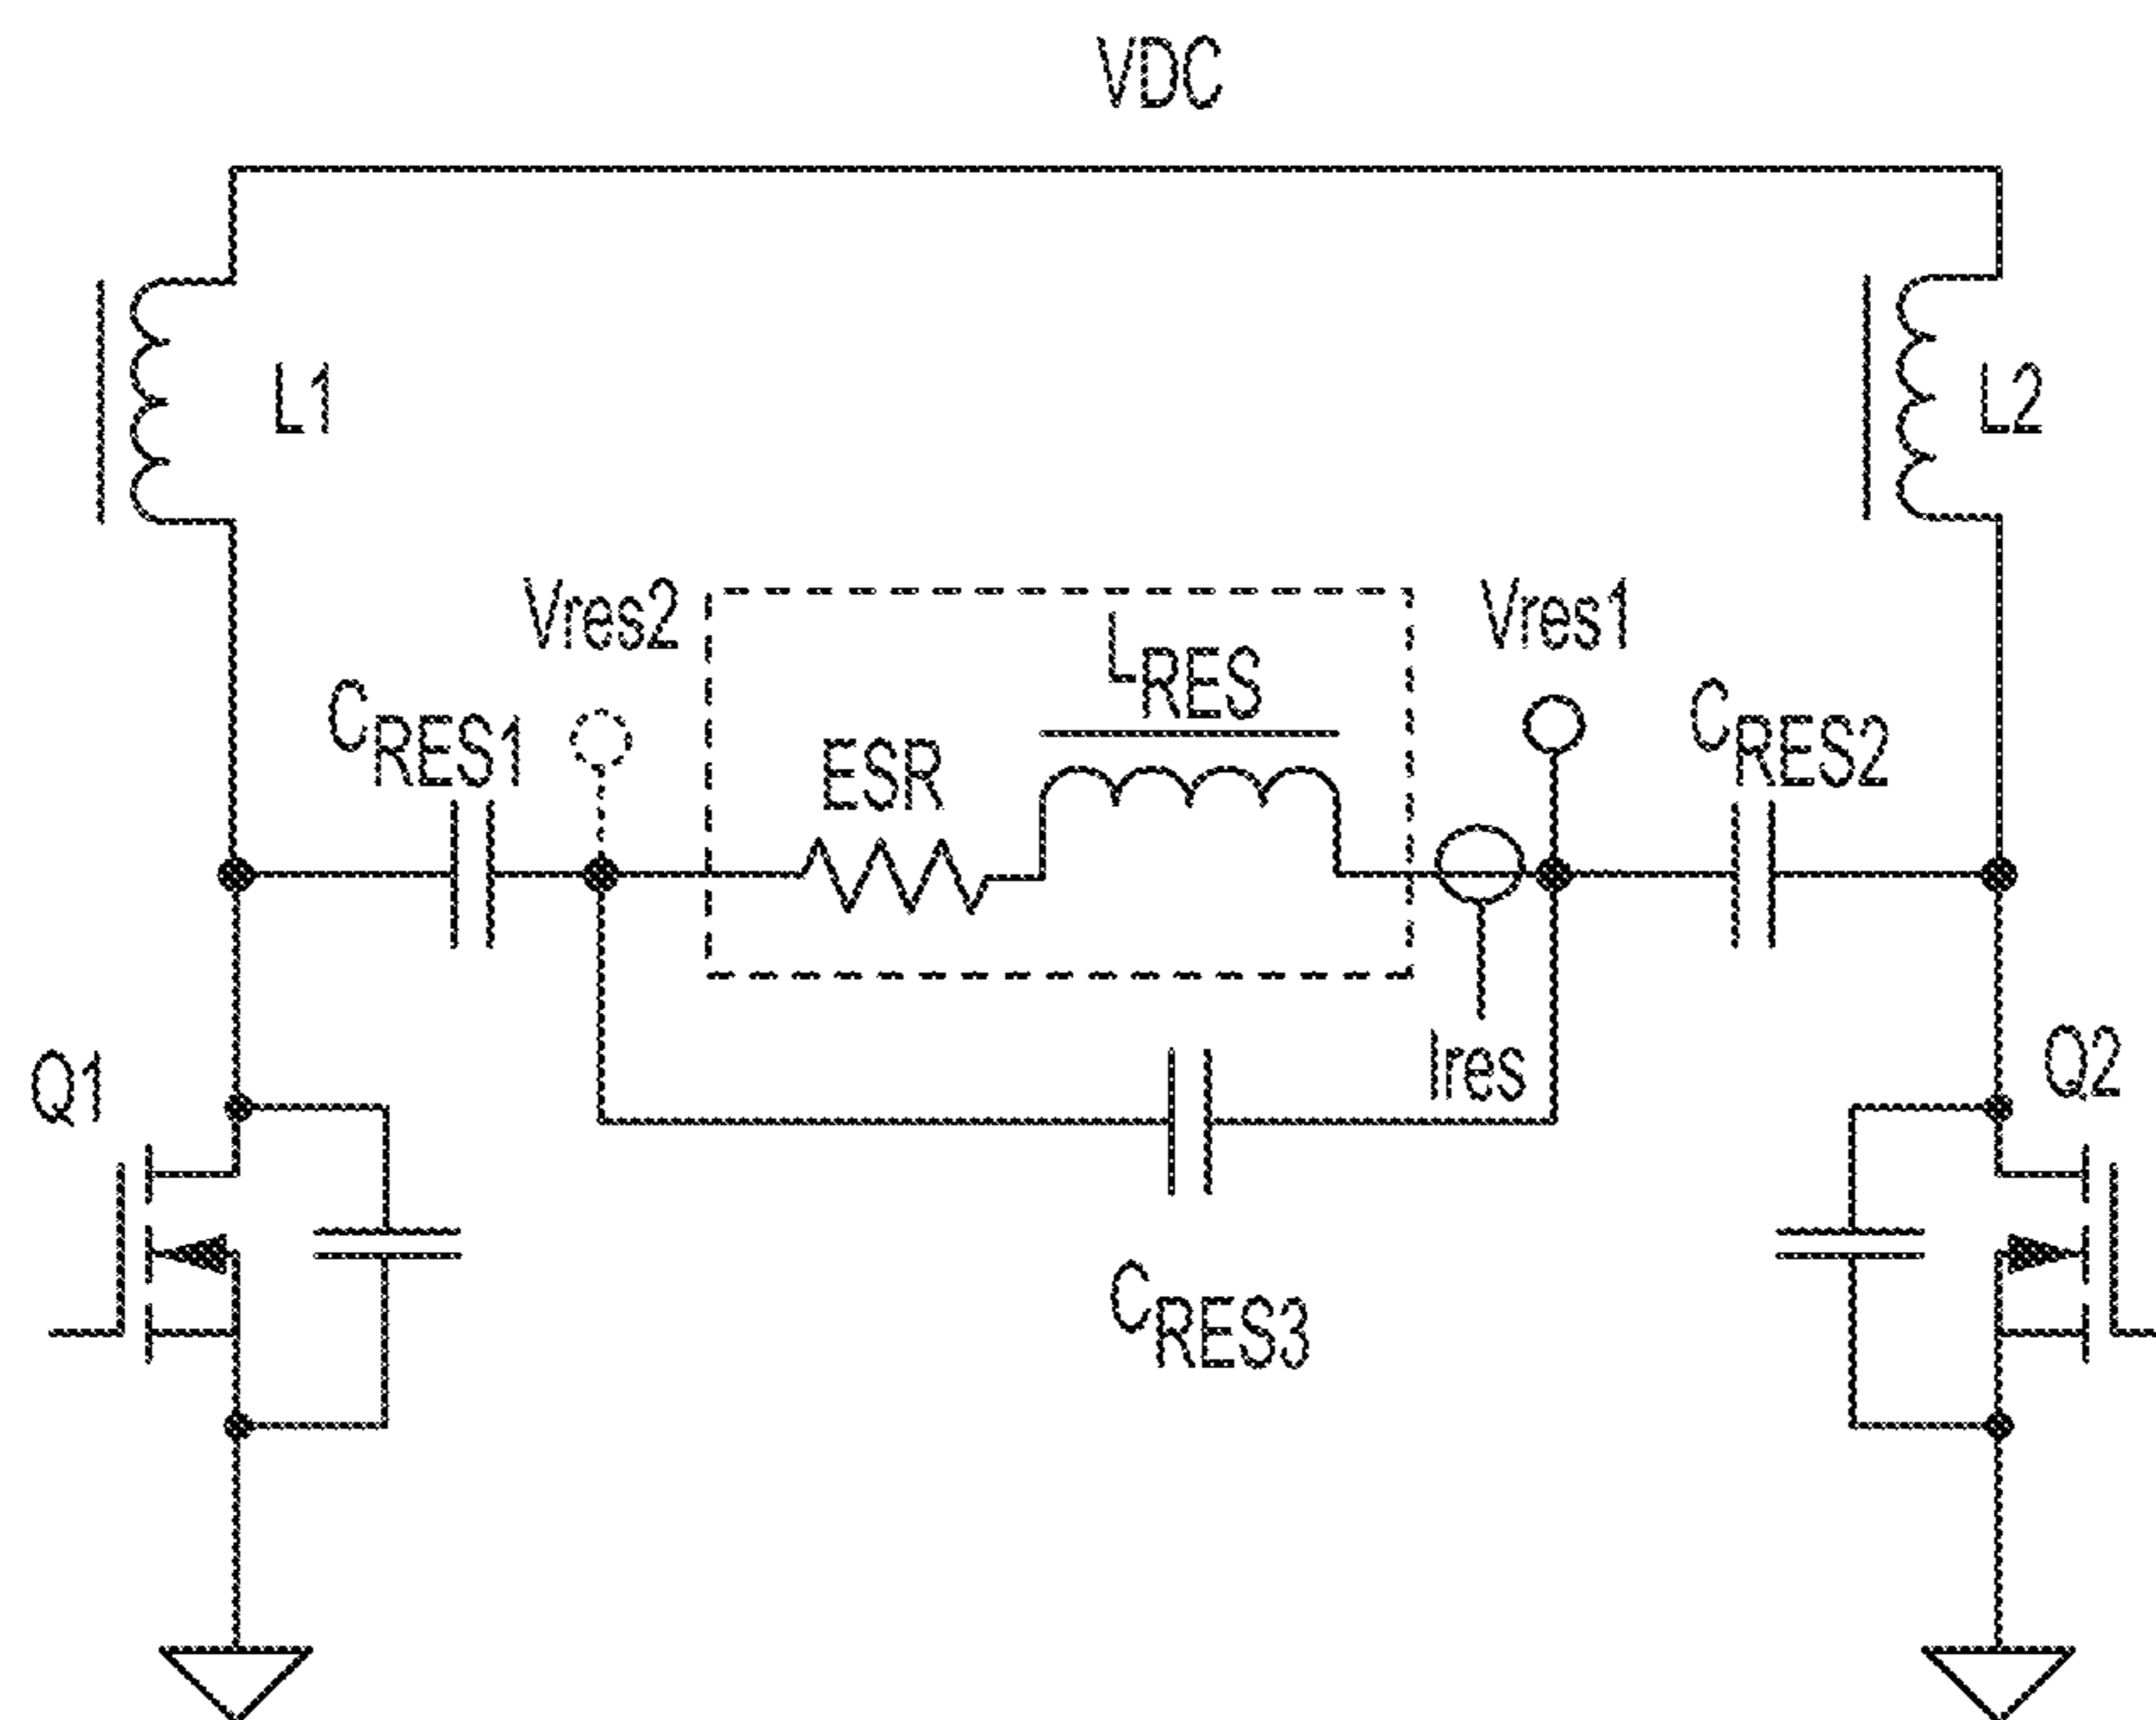 VDC
L1
L2
Vres2
LRES
Vres1
CRES1
ESR
CRES2
Ires
Q1
Q2
CRES3